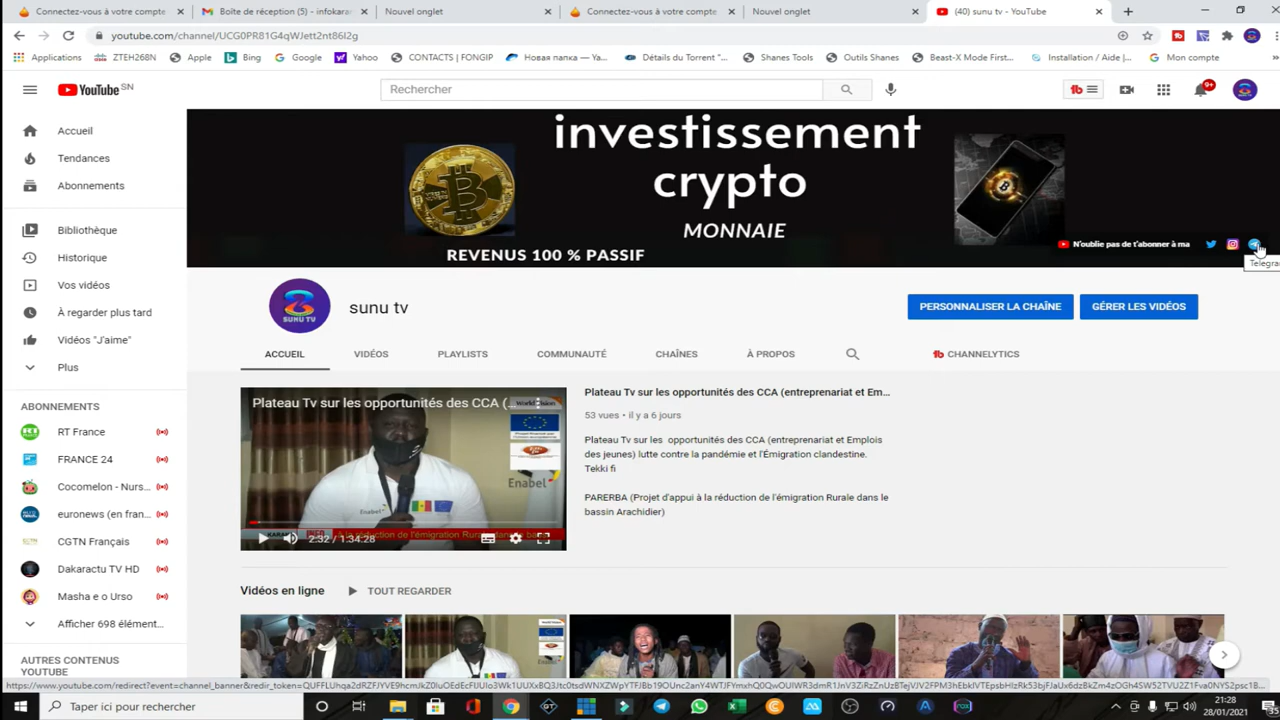 Connectez-vous à votre compte
Boîte de réception (5) - infokara
Nouvel onglet
Connectez-vous à votre compte
Nouvel onglet
(40) sunu tv - YouTube
youtube.com/channel/UCG0PR81G4qWJett2nt86l2g
Applications
ZTEH268N
Apple
Bing
Google
Yahoo
CONTACTS | FONGIP
Новая папка — Ya...
Détails du Torrent "...
Shanes Tools
Outils Shanes
Beast-X Mode First...
Installation / Aide |...
Mon compte
YouTube SN
Rechercher
9+
Accueil
Tendances
Abonnements
Bibliothèque
Historique
Vos vidéos
À regarder plus tard
Vidéos "J'aime"
Plus
ABONNEMENTS
RT France
FRANCE 24
Cocomelon - Nurs...
euronews (en fran...
CGTN Français
Dakaractu TV HD
Masha e o Urso
Afficher 698 élément...
AUTRES CONTENUS
YOUTUBE
investissement
crypto
MONNAIE
REVENUS 100 % PASSIF
N'oublie pas de t'abonner à ma
Telegra
SUNU TV
sunu tv
PERSONNALISER LA CHAÎNE
GÉRER LES VIDÉOS
ACCUEIL
VIDÉOS
PLAYLISTS
COMMUNAUTÉ
CHAÎNES
À PROPOS
CHANNELYTICS
Plateau Tv sur les opportunités des CCA (...
World Vision
Enabel
Enabel
2:32 / 1:34:28
Plateau Tv sur les opportunités des CCA (entreprenariat et Em...
53 vues • il y a 6 jours
Plateau Tv sur les opportunités des CCA (entreprenariat et Emplois
des jeunes) lutte contre la pandémie et l'Émigration clandestine.
Tekki fi
PARERBA (Projet d'appui à la réduction de l'émigration Rurale dans le
bassin Arachidier)
Vidéos en ligne
TOUT REGARDER
Taper ici pour rechercher
21:28
28/01/2021